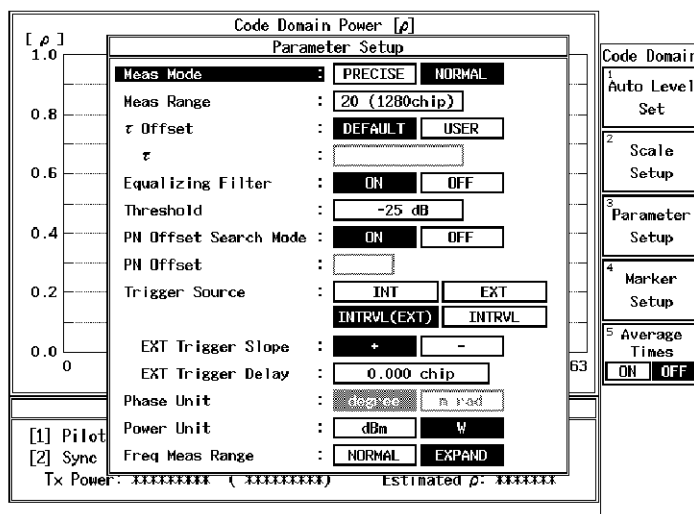 Code Domain Power [ρ]
[ ρ ]
1.0
0.8
0.6
0.4
0.2
0.0
0
63
Parameter Setup
Meas Mode : PRECISE NORMAL
Meas Range : 20 (1280chip)
τ Offset : DEFAULT USER
τ :
Equalizing Filter : ON OFF
Threshold : -25 dB
PN Offset Search Mode : ON OFF
PN Offset :
Trigger Source : INT EXT
INTRVL(EXT) INTRVL
EXT Trigger Slope : + -
EXT Trigger Delay : 0.000 chip
Phase Unit : degree m rad
Power Unit : dBm W
Freq Meas Range : NORMAL EXPAND
[1] Pilot
[2] Sync
Tx Power: ********* ( *********) Estimated ρ: *******
Code Domain
1
Auto Level
Set
2
Scale
Setup
3
Parameter
Setup
4
Marker
Setup
5
Average
Times
ON OFF